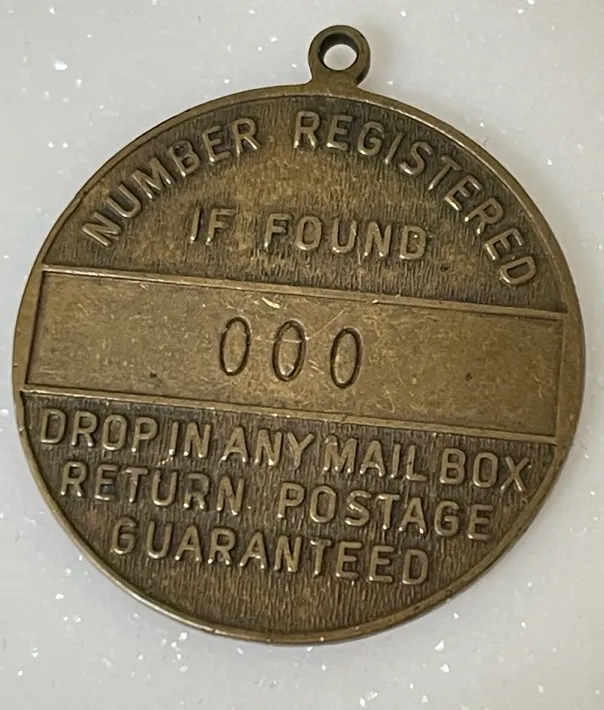 NUMBER REGISTERED
IF FOUND
000
DROP IN ANY MAIL BOX
RETURN POSTAGE
GUARANTEED